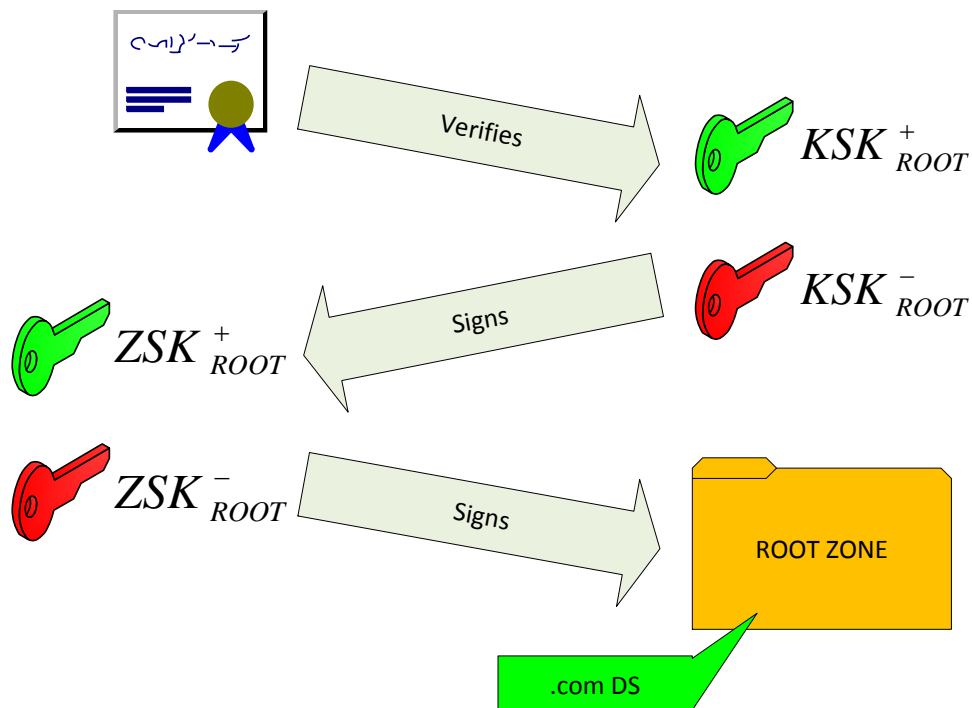 Verifies
KSK + ROOT
KSK − ROOT
Signs
ZSK + ROOT
ZSK − ROOT
Signs
ROOT ZONE
.com DS